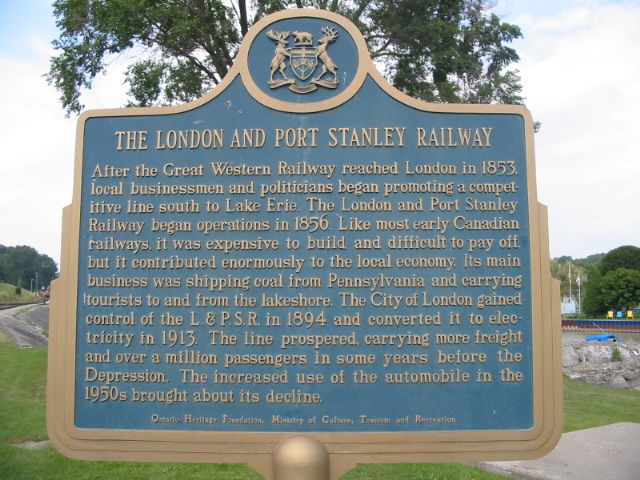 THE LONDON AND PORT STANLEY RAILWAY
After the Great Western Railway reached London in 1853,
local businessmen and politicians began promoting a compet-
itive line south to Lake Erie. The London and Port Stanley
Railway began operations in 1856. Like most early Canadian
railways, it was expensive to build and difficult to pay off,
but it contributed enormously to the local economy. Its main
business was shipping coal from Pennsylvania and carrying
tourists to and from the lakeshore. The City of London gained
control of the L.& P.S.R. in 1894 and converted it to elec-
tricity in 1913. The line prospered, carrying more freight
and over a million passengers in some years before the
Depression. The increased use of the automobile in the
1950s brought about its decline.
Ontario Heritage Foundation, Ministry of Culture, Tourism and Recreation